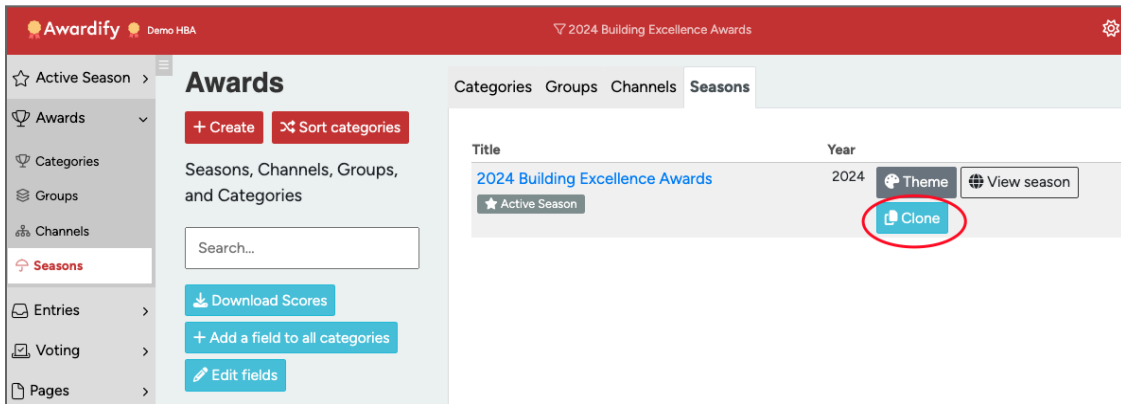 Awardify Demo HBA
2024 Building Excellence Awards
Active Season
Awards
Categories
Groups
Channels
Seasons
Entries
Voting
Pages
Awards
+ Create
Sort categories
Seasons, Channels, Groups,
and Categories
Search...
Download Scores
+ Add a field to all categories
Edit fields
Categories Groups Channels Seasons
Title Year
2024 Building Excellence Awards 2024 Theme View season
Active Season
Clone